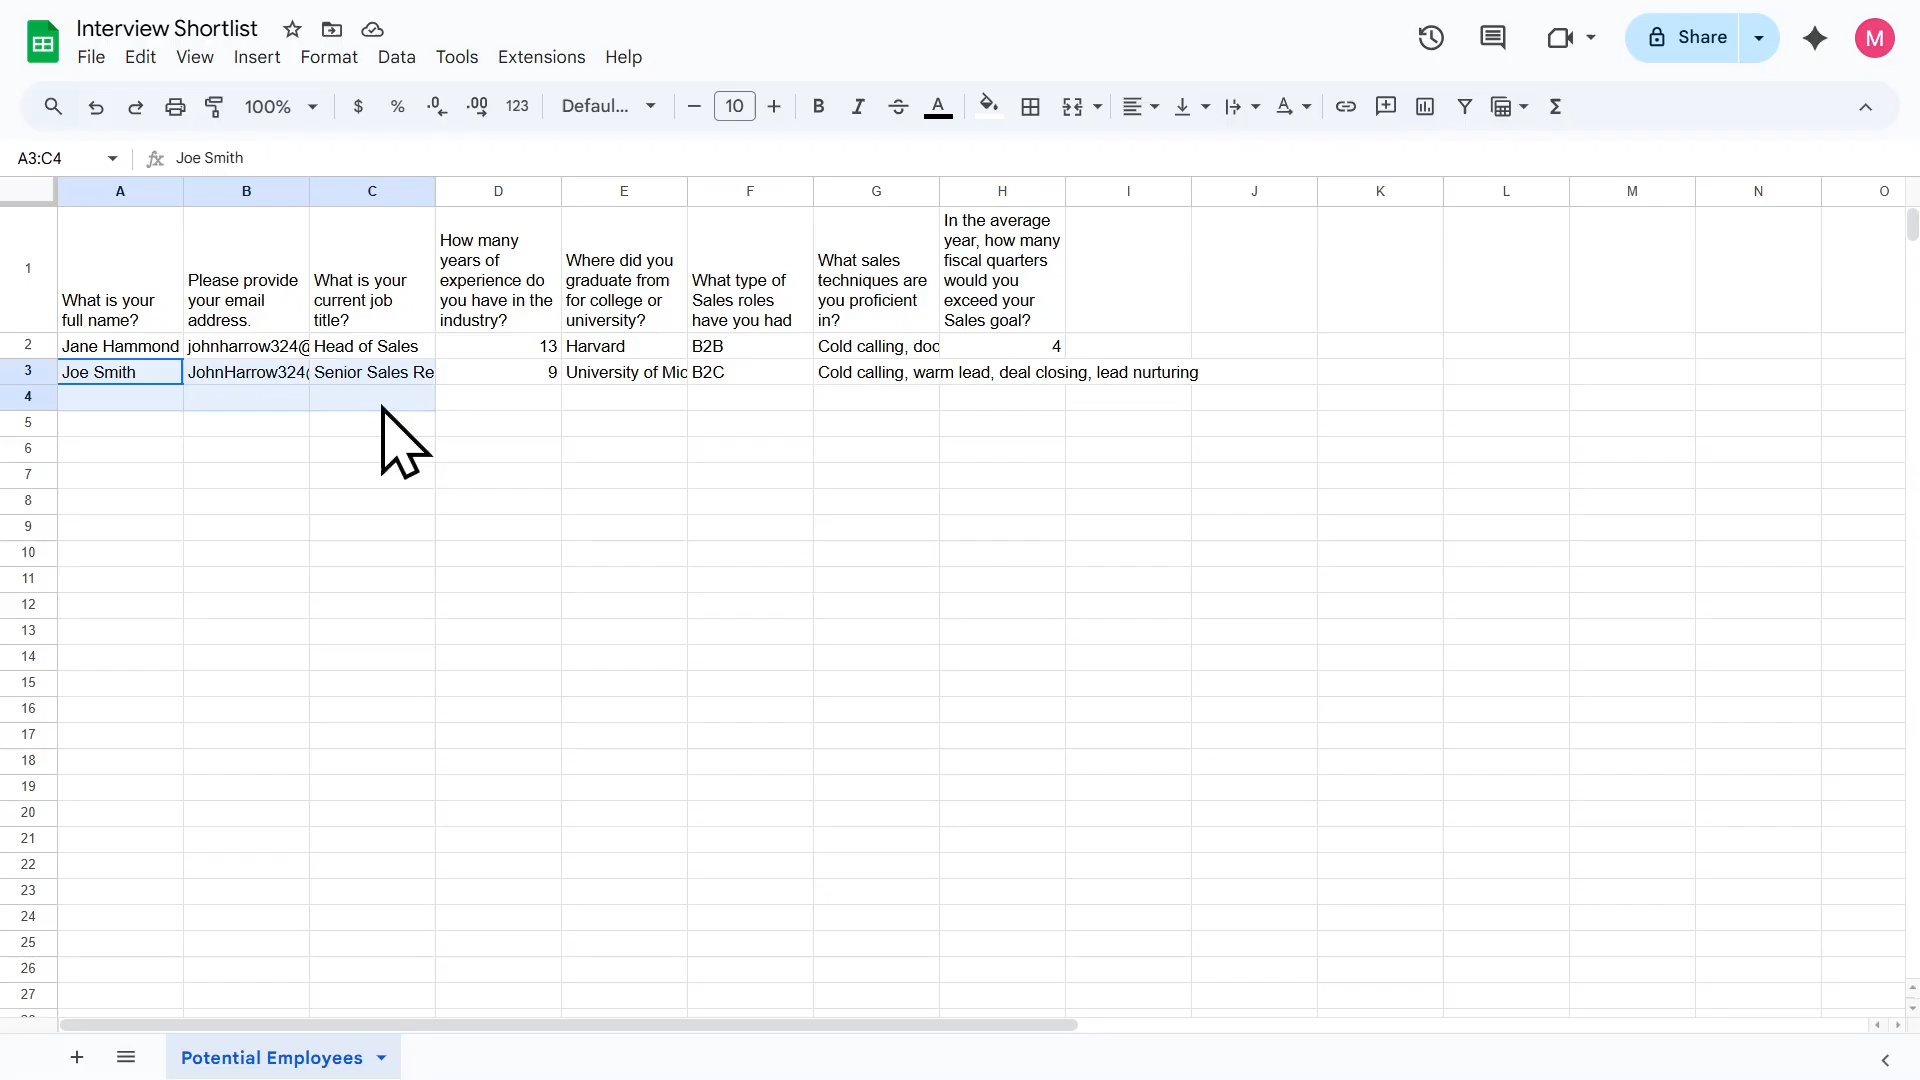 Interview Shortlist
File Edit View Insert Format Data Tools Extensions Help
Share
M
100% $ % .0 .00 123 Defaul... 10 B I S A A Σ
A3:C4 fx Joe Smith
A B C D E F G H I J K L M N O
1
What is your
full name?
Please provide
your email
address.
What is your
current job
title?
How many
years of
experience do
you have in the
industry?
Where did you
graduate from
for college or
university?
What type of
Sales roles
have you had
What sales
techniques are
you proficient
in?
In the average
year, how many
fiscal quarters
would you
exceed your
Sales goal?
2 Jane Hammond johnharrow324@ Head of Sales 13 Harvard B2B Cold calling, doc 4
3 Joe Smith JohnHarrow324( Senior Sales Re 9 University of Mic B2C Cold calling, warm lead, deal closing, lead nurturing
4
5
6
7
8
9
10
11
12
13
14
15
16
17
18
19
20
21
22
23
24
25
26
27
Potential Employees